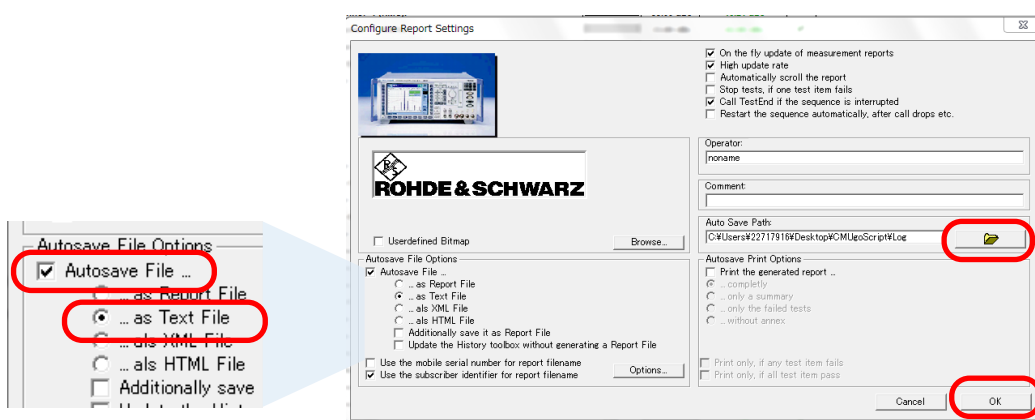 Configure Report Settings
On the fly update of measurement reports
High update rate
Automatically scroll the report
Stop tests, if one test item fails
Call TestEnd if the sequence is interrupted
Restart the sequence automatically, after call drops etc.
Operator:
noname
ROHDE & SCHWARZ
Comment:
Auto Save Path:
C:¥Users¥22717916¥Desktop¥CMUgoScript¥Log
Userdefined Bitmap
Browse...
Autosave File Options
Autosave File ...
... as Report File
... as Text File
... als XML File
... als HTML File
Additionally save it as Report File
Update the History toolbox without generating a Report File
Use the mobile serial number for report filename
Use the subscriber identifier for report filename
Options...
Autosave Print Options
Print the generated report ...
... completly
... only a summary
... only the failed tests
... without annex
Print only, if any test item fails
Print only, if all test item pass
Cancel
OK
Autosave File Options
Autosave File ...
... as Report File
... as Text File
... als XML File
... als HTML File
Additionally save